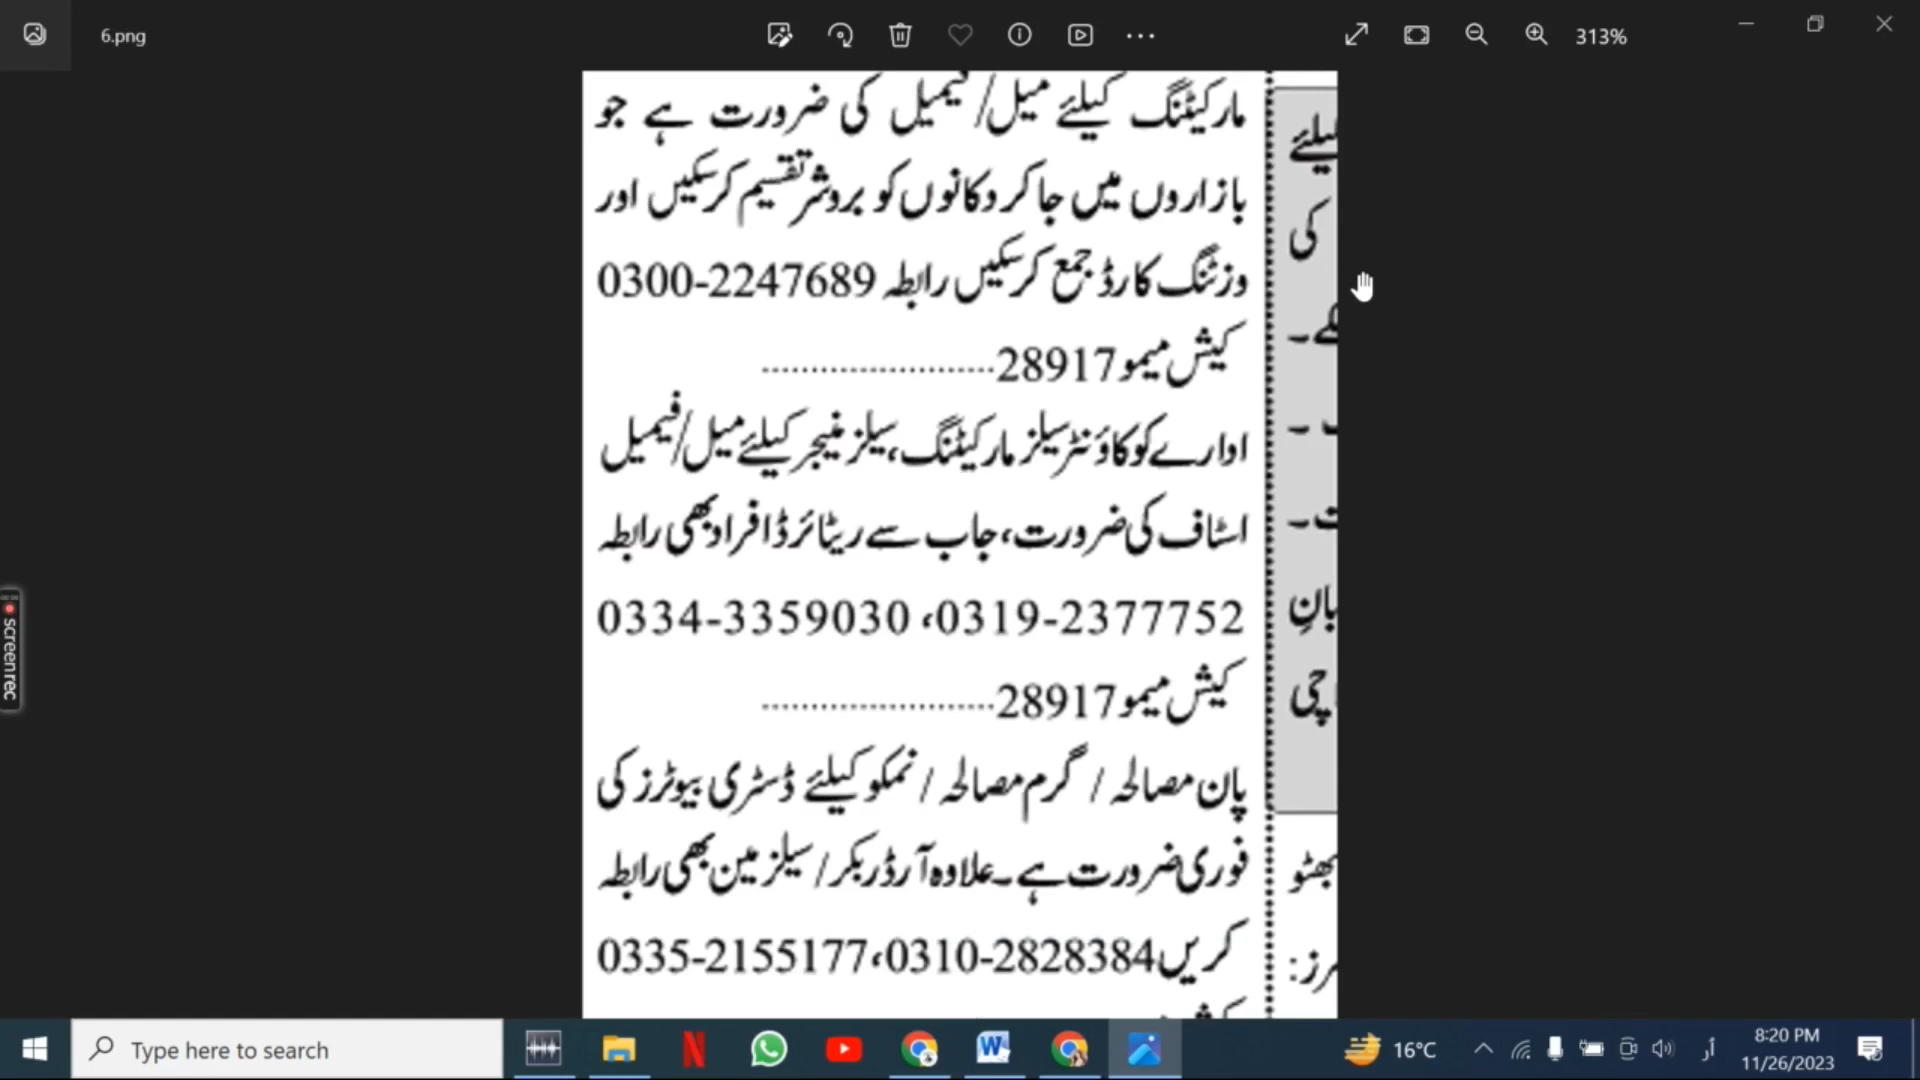 6.png
313%
مارکیٹنگ کیلئے میل/فیمیل کی ضرورت ہے جو
بازاروں میں جا کر دکانوں کو بروشر تقسیم کرسکیں اور
وزٹنگ کارڈ جمع کرسکیں رابطہ 0300-2247689
کیش میمو 28917........................
ادارے کو کاؤنٹر سیلز مارکیٹنگ، سیلز منیجر کیلئے میل/فیمیل
اسٹاف کی ضرورت، جاب سے ریٹائرڈ افراد بھی رابطہ
0334-3359030 ،0319-2377752
کیش میمو 28917........................
پان مصالحہ / گرم مصالحہ / نمکو کیلئے ڈسٹری بیوٹرز کی
فوری ضرورت ہے۔ علاوہ آرڈر بکر / سیلز مین بھی رابطہ
کریں 0310-2828384،0335-2155177
کی
بھٹو
screenrec
Type here to search
16°C
8:20 PM
11/26/2023